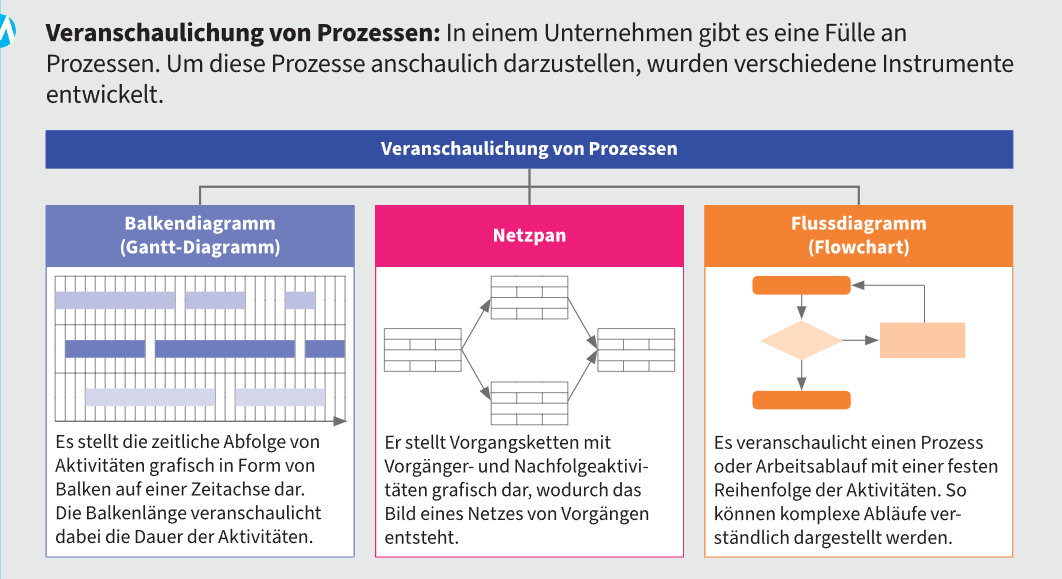 Veranschaulichung von Prozessen: In einem Unternehmen gibt es eine Fülle an
Prozessen. Um diese Prozesse anschaulich darzustellen, wurden verschiedene Instrumente
entwickelt.
Veranschaulichung von Prozessen
Balkendiagramm
(Gantt-Diagramm)
Es stellt die zeitliche Abfolge von
Aktivitäten grafisch in Form von
Balken auf einer Zeitachse dar.
Die Balkenlänge veranschaulicht
dabei die Dauer der Aktivitäten.
Netzpan
Er stellt Vorgangsketten mit
Vorgänger- und Nachfolgeaktivi-
täten grafisch dar, wodurch das
Bild eines Netzes von Vorgängen
entsteht.
Flussdiagramm
(Flowchart)
Es veranschaulicht einen Prozess
oder Arbeitsablauf mit einer festen
Reihenfolge der Aktivitäten. So
können komplexe Abläufe ver-
ständlich dargestellt werden.